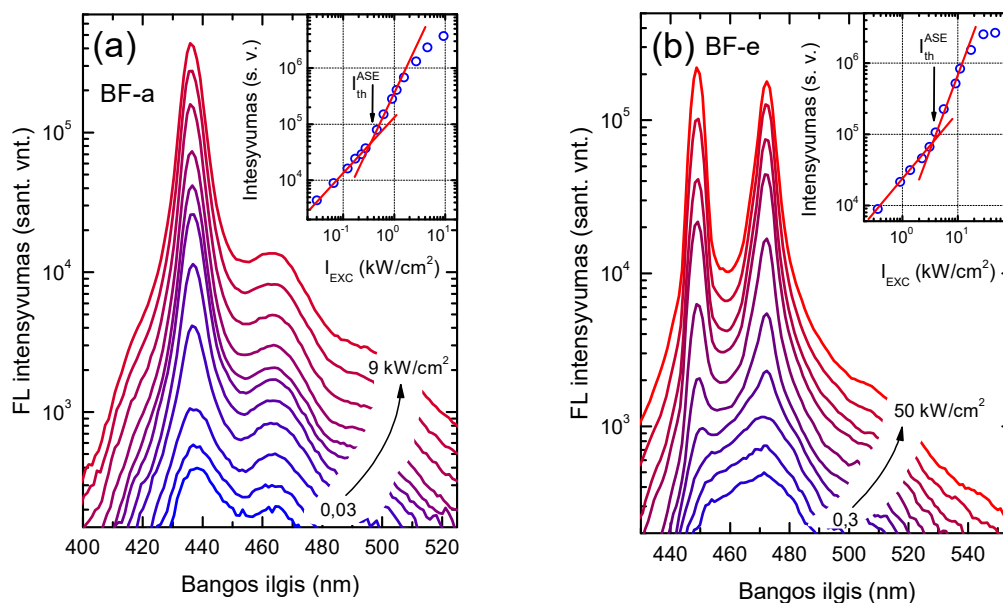 (a)
BF-a
FL intensyvumas (sant. vnt.)
10^5
10^4
10^3
400 420 440 460 480 500 520
Bangos ilgis (nm)
9 kW/cm^2
0,03
Intesyvumas (s. v.)
10^6
10^5
10^4
I_th^ASE
10^-1 10^0 10^1
I_EXC (kW/cm^2)
(b) BF-e
FL intensyvumas (sant. vnt.)
10^5
10^4
10^3
440 460 480 500 520 540
Bangos ilgis (nm)
50 kW/cm^2
0,3
Intensyvumas (s. v.)
10^6
10^5
10^4
I_th^ASE
10^0 10^1
I_EXC (kW/cm^2)